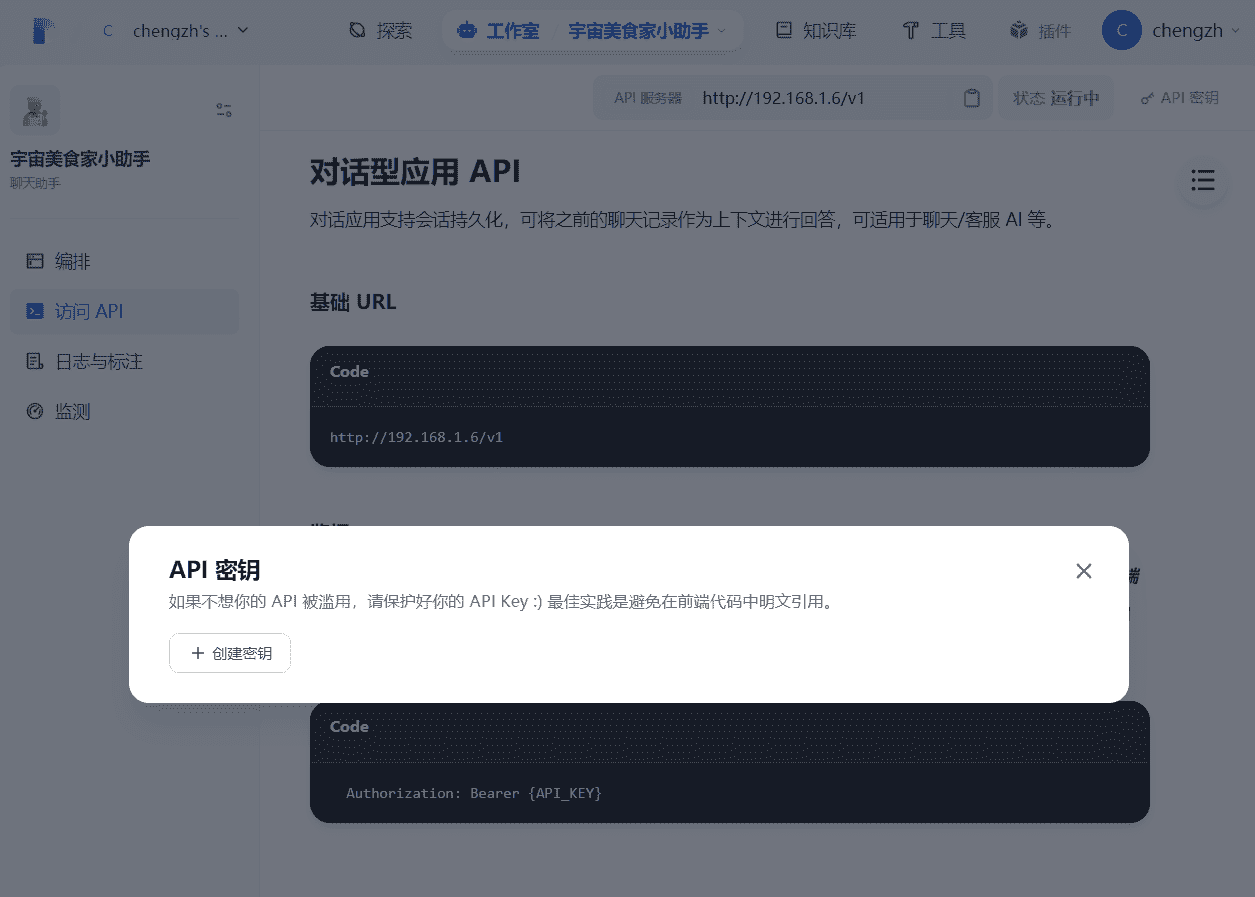 C chengzh's ...
探索
工作室 / 宇宙美食家小助手
知识库
工具
插件
C chengzh
API 服务器 http://192.168.1.6/v1
状态 运行中
API 密钥
宇宙美食家小助手
聊天助手
编排
访问 API
日志与标注
监测
对话型应用 API
对话应用支持会话持久化，可将之前的聊天记录作为上下文进行回答，可适用于聊天/客服 AI 等。
基础 URL
Code
http://192.168.1.6/v1
API 密钥
如果不想你的 API 被滥用，请保护好你的 API Key :) 最佳实践是避免在前端代码中明文引用。
+ 创建密钥
Code
Authorization: Bearer {API_KEY}